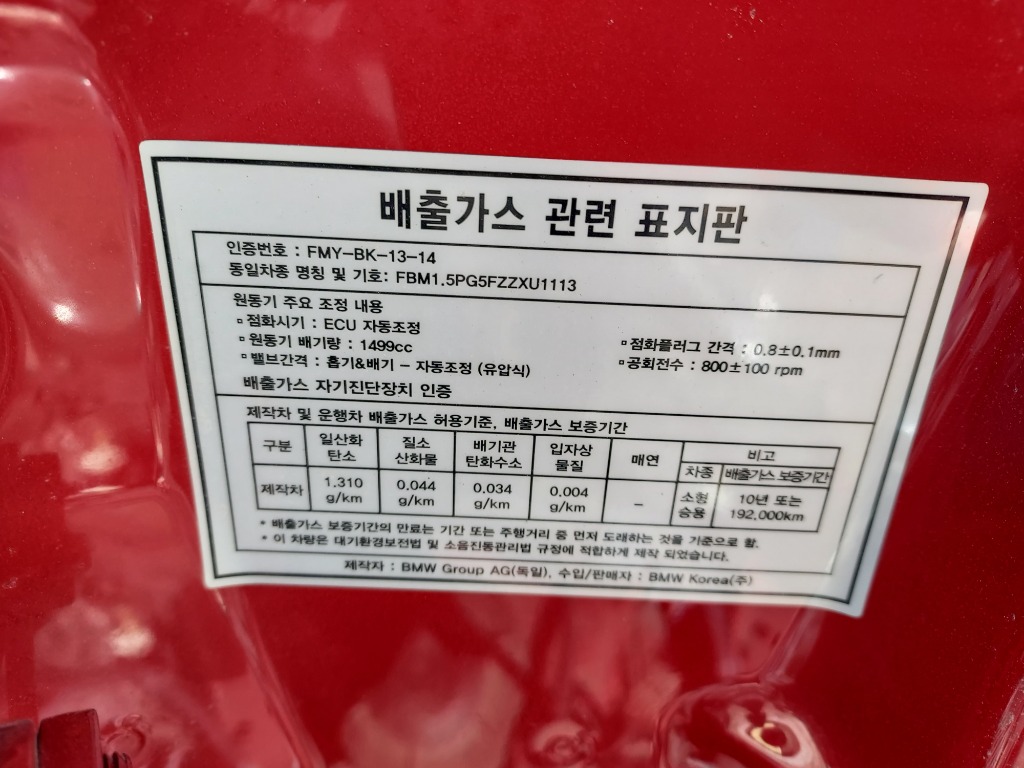 배출가스 관련 표지판
인증번호 : FMY-BK-13-14
동일차종 명칭 및 기호: FBM1.5PG5FZZXU1113
원동기 주요 조정 내용
▫점화시기 : ECU 자동조정
▫원동기 배기량 : 1499cc ▫점화플러그 간격 : 0.8±0.1mm
▫밸브간격 : 흡기&배기 - 자동조정 (유압식) ▫공회전수 : 800±100 rpm
배출가스 자기진단장치 인증
제작차 및 운행차 배출가스 허용기준, 배출가스 보증기간
구분 일산화탄소 질소산화물 배기관탄화수소 입자상물질 매연 비고
차종 배출가스 보증기간
제작차 1.310 g/km 0.044 g/km 0.034 g/km 0.004 g/km - 소형승용 10년 또는 192,000km
* 배출가스 보증기간의 만료는 기간 또는 주행거리 중 먼저 도래하는 것을 기준으로 함.
* 이 차량은 대기환경보전법 및 소음진동관리법 규정에 적합하게 제작 되었습니다.
제작자 : BMW Group AG(독일), 수입/판매자 : BMW Korea(주)